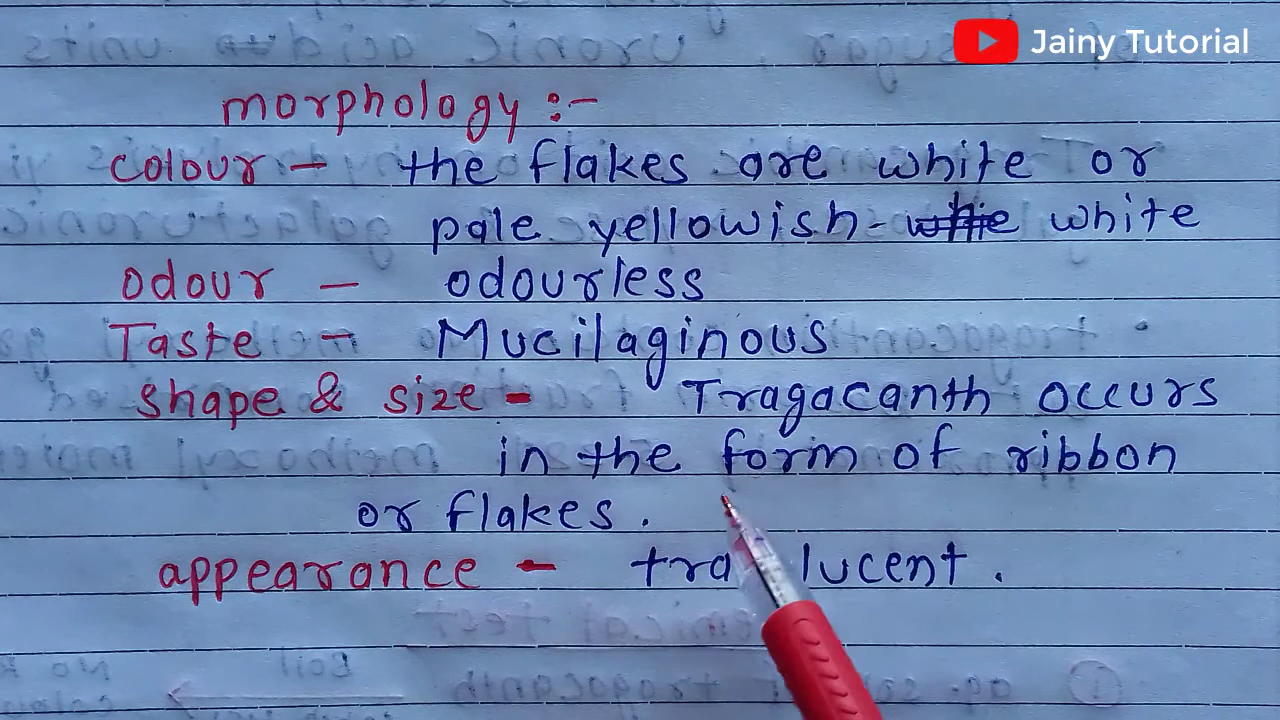 Jainy Tutorial
morphology :-
colour - the flakes are white or
pale yellowish- white
odour - odourless
Taste - Mucilaginous
shape & size - Tragacanth occurs
in the form of ribbon
or flakes.
appearance - tra lucent.